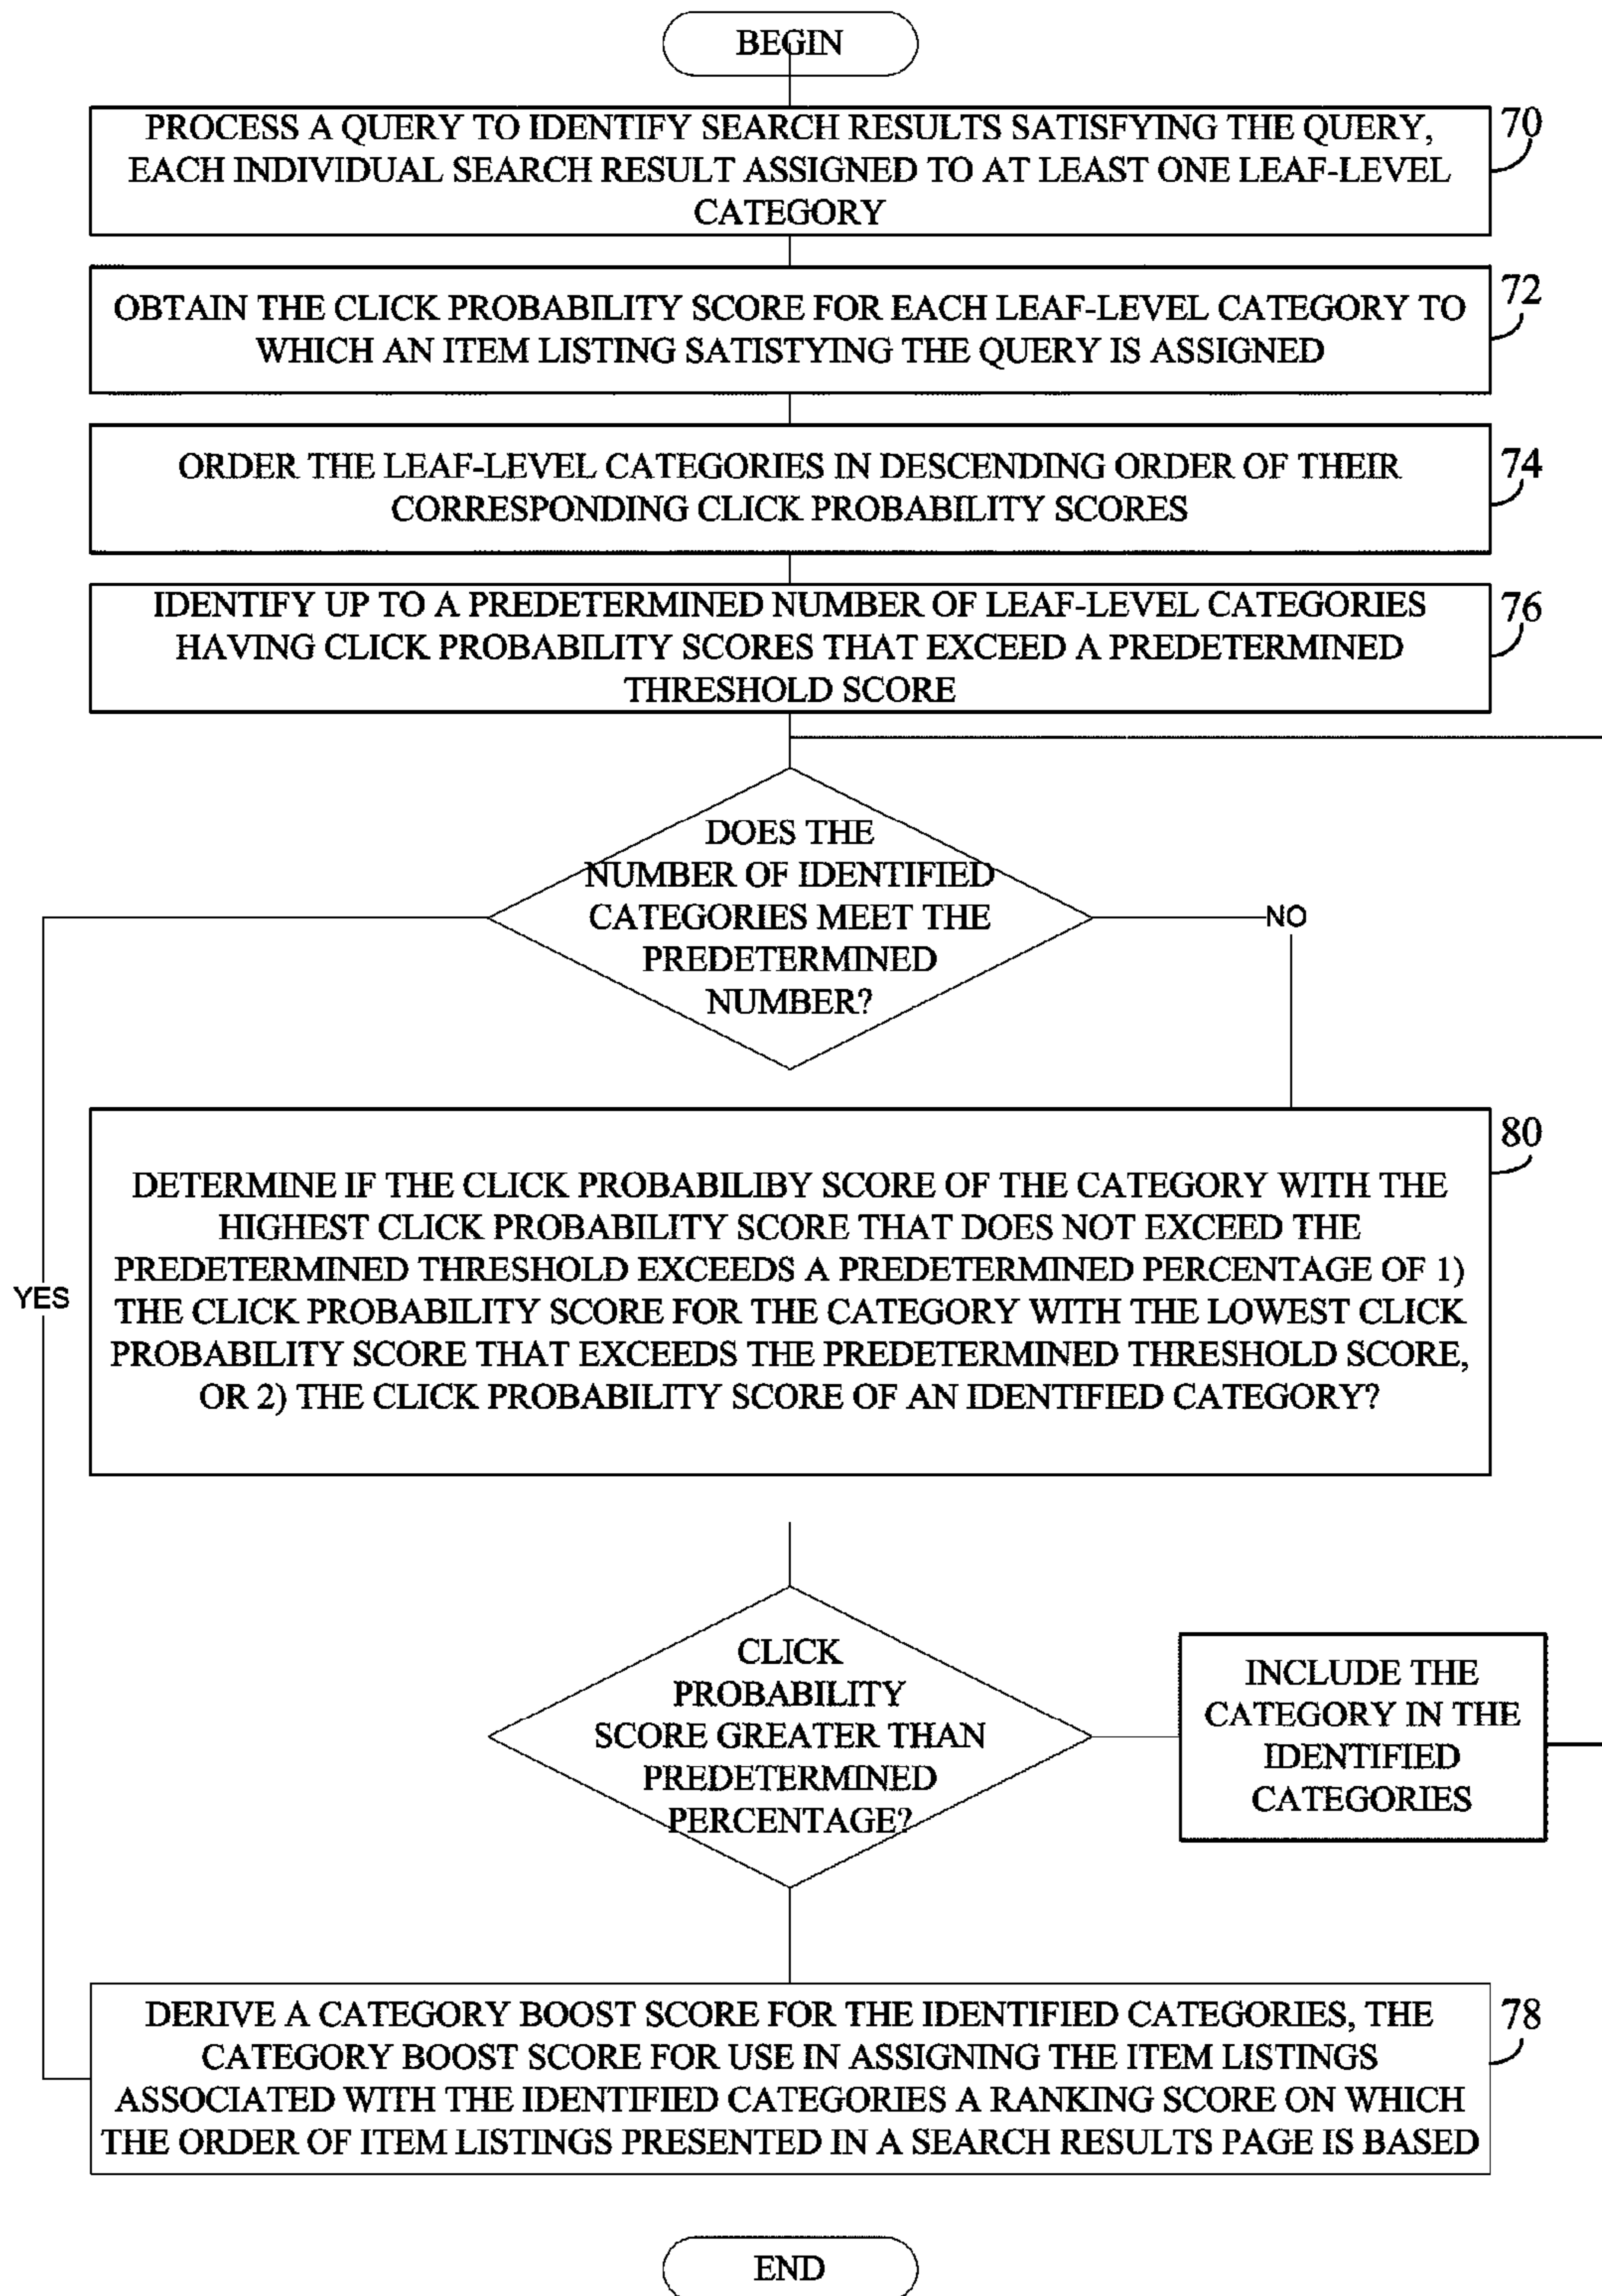 BEGIN
PROCESS A QUERY TO IDENTIFY SEARCH RESULTS SATISFYING THE QUERY,
EACH INDIVIDUAL SEARCH RESULT ASSIGNED TO AT LEAST ONE LEAF-LEVEL
CATEGORY
70
OBTAIN THE CLICK PROBABILITY SCORE FOR EACH LEAF-LEVEL CATEGORY TO
WHICH AN ITEM LISTING SATISTYING THE QUERY IS ASSIGNED
72
ORDER THE LEAF-LEVEL CATEGORIES IN DESCENDING ORDER OF THEIR
CORRESPONDING CLICK PROBABILITY SCORES
74
IDENTIFY UP TO A PREDETERMINED NUMBER OF LEAF-LEVEL CATEGORIES
HAVING CLICK PROBABILITY SCORES THAT EXCEED A PREDETERMINED
THRESHOLD SCORE
76
DOES THE
NUMBER OF IDENTIFIED
CATEGORIES MEET THE
PREDETERMINED
NUMBER?
NO
YES
DETERMINE IF THE CLICK PROBABILIBY SCORE OF THE CATEGORY WITH THE
HIGHEST CLICK PROBABILITY SCORE THAT DOES NOT EXCEED THE
PREDETERMINED THRESHOLD EXCEEDS A PREDETERMINED PERCENTAGE OF 1)
THE CLICK PROBABILITY SCORE FOR THE CATEGORY WITH THE LOWEST CLICK
PROBABILITY SCORE THAT EXCEEDS THE PREDETERMINED THRESHOLD SCORE,
OR 2) THE CLICK PROBABILITY SCORE OF AN IDENTIFIED CATEGORY?
80
CLICK
PROBABILITY
SCORE GREATER THAN
PREDETERMINED
PERCENTAGE?
INCLUDE THE
CATEGORY IN THE
IDENTIFIED
CATEGORIES
DERIVE A CATEGORY BOOST SCORE FOR THE IDENTIFIED CATEGORIES, THE
CATEGORY BOOST SCORE FOR USE IN ASSIGNING THE ITEM LISTINGS
ASSOCIATED WITH THE IDENTIFIED CATEGORIES A RANKING SCORE ON WHICH
THE ORDER OF ITEM LISTINGS PRESENTED IN A SEARCH RESULTS PAGE IS BASED
78
END